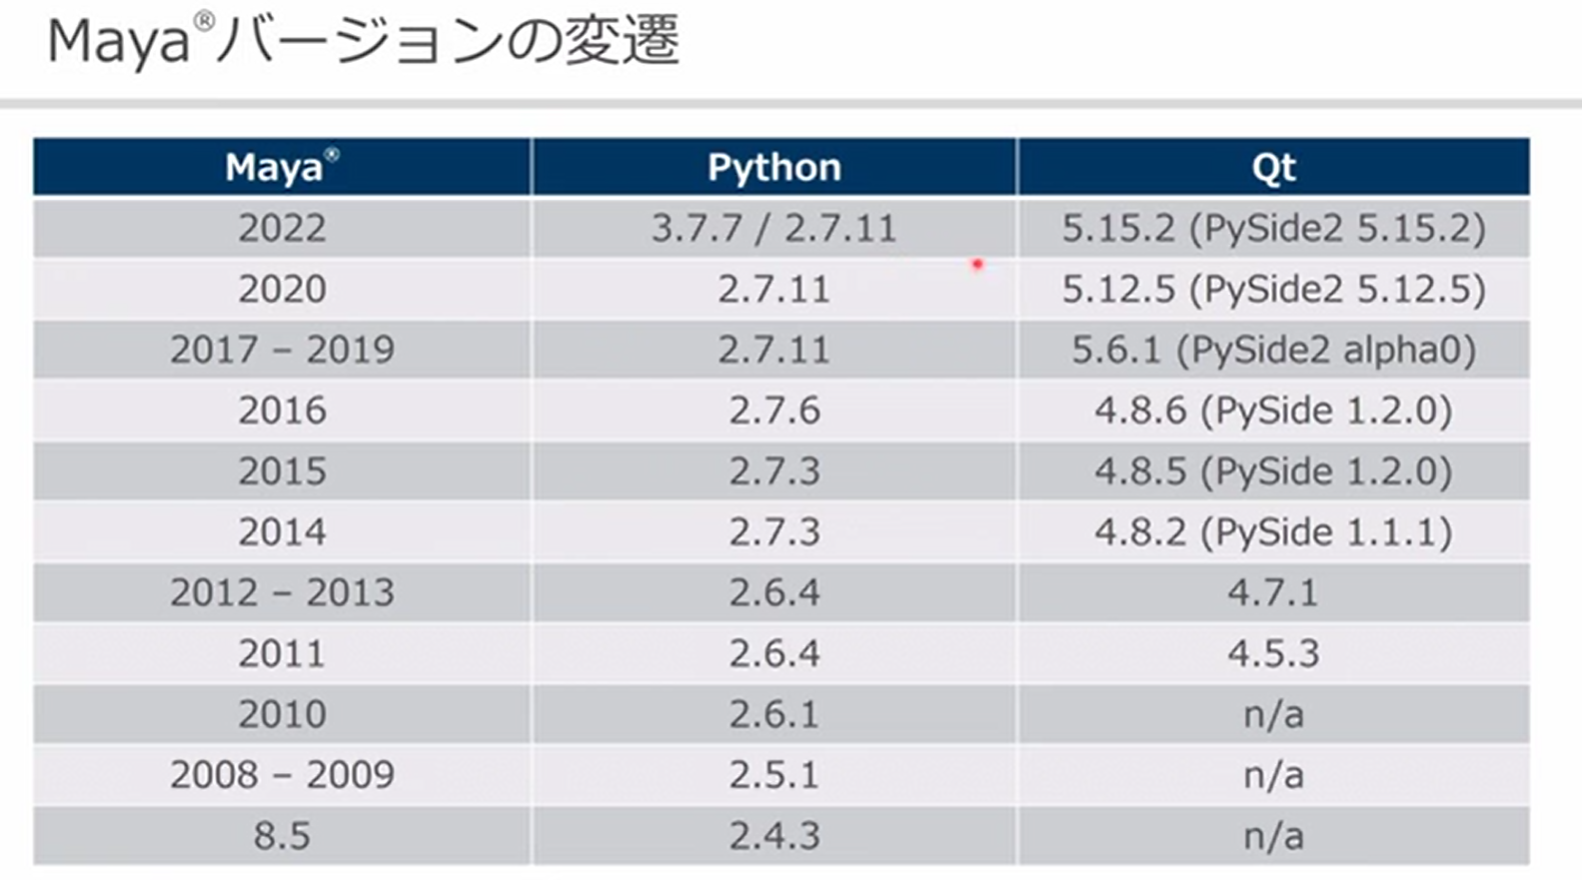 Maya®バージョンの変遷
Maya® Python Qt
2022 3.7.7 / 2.7.11 5.15.2 (PySide2 5.15.2)
2020 2.7.11 5.12.5 (PySide2 5.12.5)
2017 – 2019 2.7.11 5.6.1 (PySide2 alpha0)
2016 2.7.6 4.8.6 (PySide 1.2.0)
2015 2.7.3 4.8.5 (PySide 1.2.0)
2014 2.7.3 4.8.2 (PySide 1.1.1)
2012 – 2013 2.6.4 4.7.1
2011 2.6.4 4.5.3
2010 2.6.1 n/a
2008 – 2009 2.5.1 n/a
8.5 2.4.3 n/a